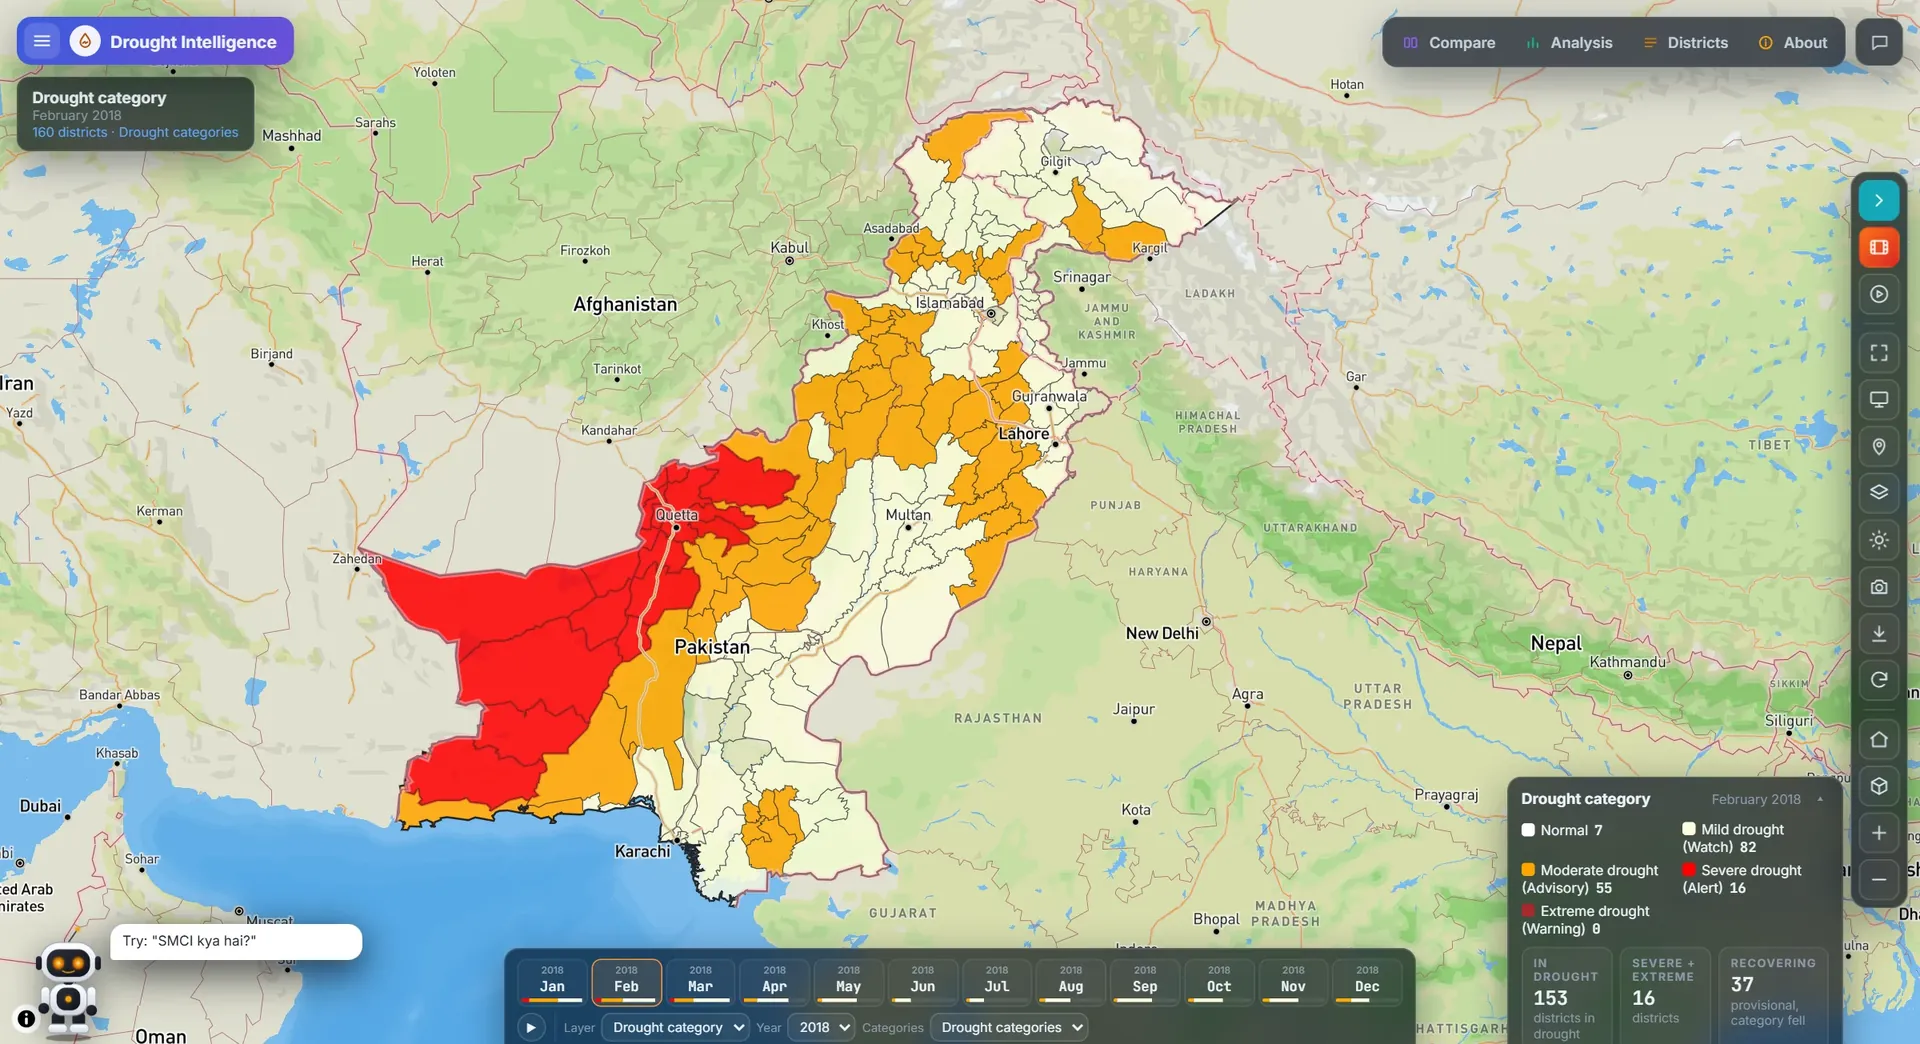 Drought Intelligence
Compare
Analysis
Districts
About
Drought category
February 2018
160 districts · Drought categories
Yoloten
Sarahs
Mashhad
Hotan
Gilgit
Asadabad
Kabul
Firozkoh
Herat
Kargil
Srinagar
LADAKH
Afghanistan
Islamabad
JAMMU
AND
KASHMIR
Khost
Birjand
Tarinkot
Jammu
Gar
Iran
Yazd
Gujranwala
HIMACHAL
PRADESH
Kandahar
Lahore
TIBET
Kerman
Quetta
Multan
PUNJAB
UTTARAKHAND
Zahedan
HARYANA
New Delhi
Pakistan
Nepal
Kathmandu
SIKKIM
Bandar Abbas
Agra
UTTAR
PRADESH
Jaipur
RAJASTHAN
Siliguri
Khasab
Dubai
Kota
Prayagraj
Karachi
Sohar
GUJARAT
Bhopal
MADHYA
PRADESH
Muscat
Oman
Try: "SMCI kya hai?"
Drought category
February 2018
Normal 7
Mild drought
(Watch) 82
Moderate drought
(Advisory) 55
Severe drought
(Alert) 16
Extreme drought
(Warning) 0
IN
DROUGHT
153
districts in
drought
SEVERE +
EXTREME
16
districts
RECOVERING
37
provisional,
category fell
2018
Jan
2018
Feb
2018
Mar
2018
Apr
2018
May
2018
Jun
2018
Jul
2018
Aug
2018
Sep
2018
Oct
2018
Nov
2018
Dec
Layer
Drought category
Year
2018
Categories
Drought categories